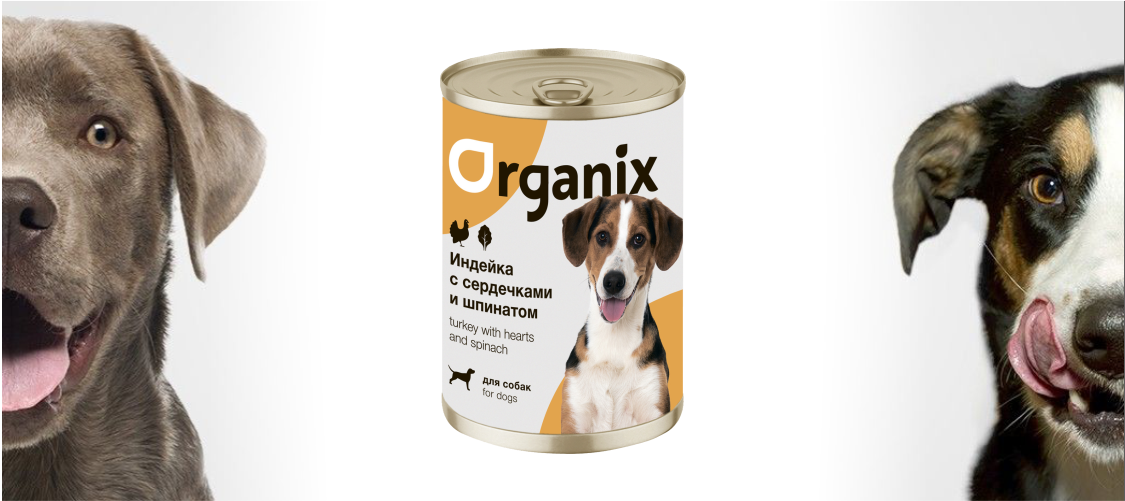 Organix
Индейка
с сердечками
и шпинатом
turkey with hearts
and spinach
для собак
for dogs